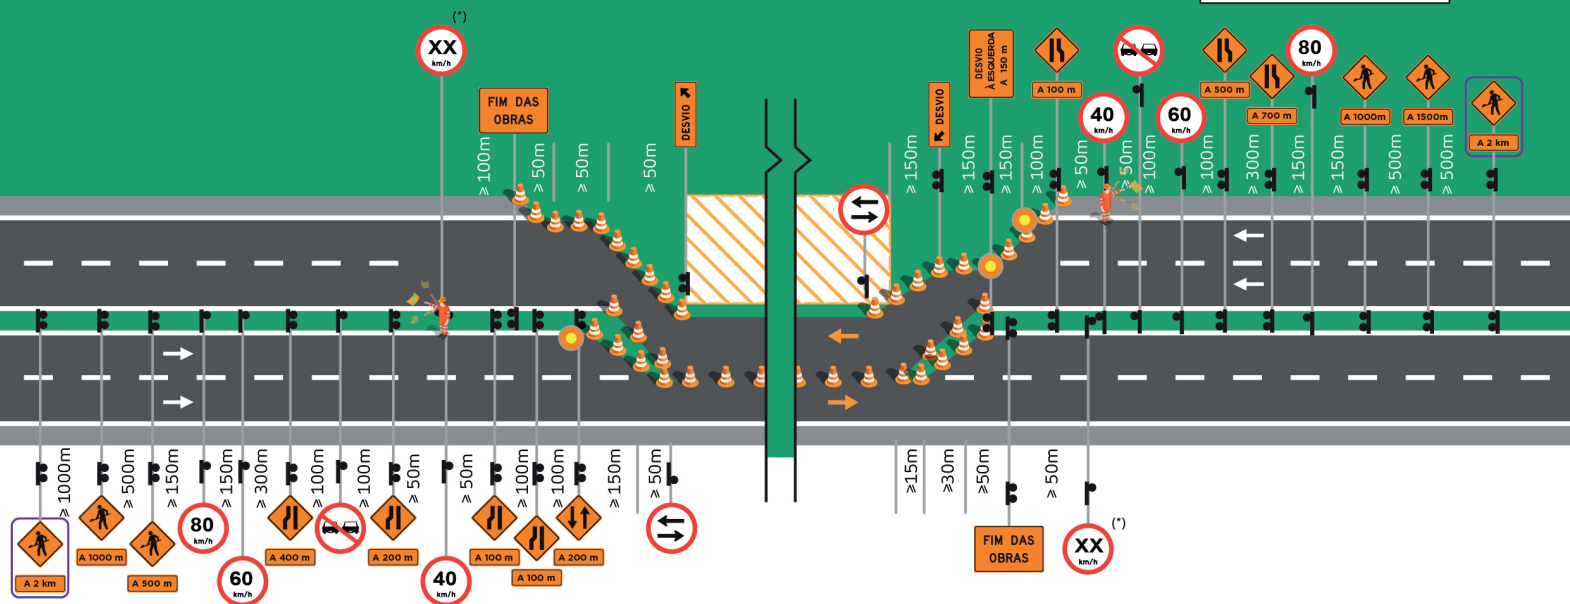 (*)
XX
km/h
FIM DAS
OBRAS
DESVIO
DESVIO
DESVIO
À ESQUERDA
A 150 m
A 100 m
40
km/h
60
km/h
A 500 m
A 700 m
80
km/h
A 1000m
A 1500m
A 2 km
⩾ 100m
⩾ 50m
⩾ 50m
⩾ 50m
⩾ 150m
⩾ 150m
⩾ 150m
⩾ 100m
⩾ 50m
⩾ 50m
⩾ 100m
⩾ 100m
⩾ 300m
⩾ 150m
⩾ 150m
⩾ 500m
⩾ 500m
⩾ 1000m
⩾ 500m
⩾ 150m
⩾ 150m
⩾ 300m
⩾ 100m
⩾ 100m
⩾ 50m
⩾ 50m
⩾ 100m
⩾ 100m
⩾ 150m
⩾ 50m
⩾15m
⩾30m
⩾50m
⩾ 50m
A 2 km
A 1000 m
A 500 m
80
km/h
60
km/h
A 400 m
A 200 m
40
km/h
A 100 m
A 100 m
A 200 m
FIM DAS
OBRAS
XX
km/h
(*)